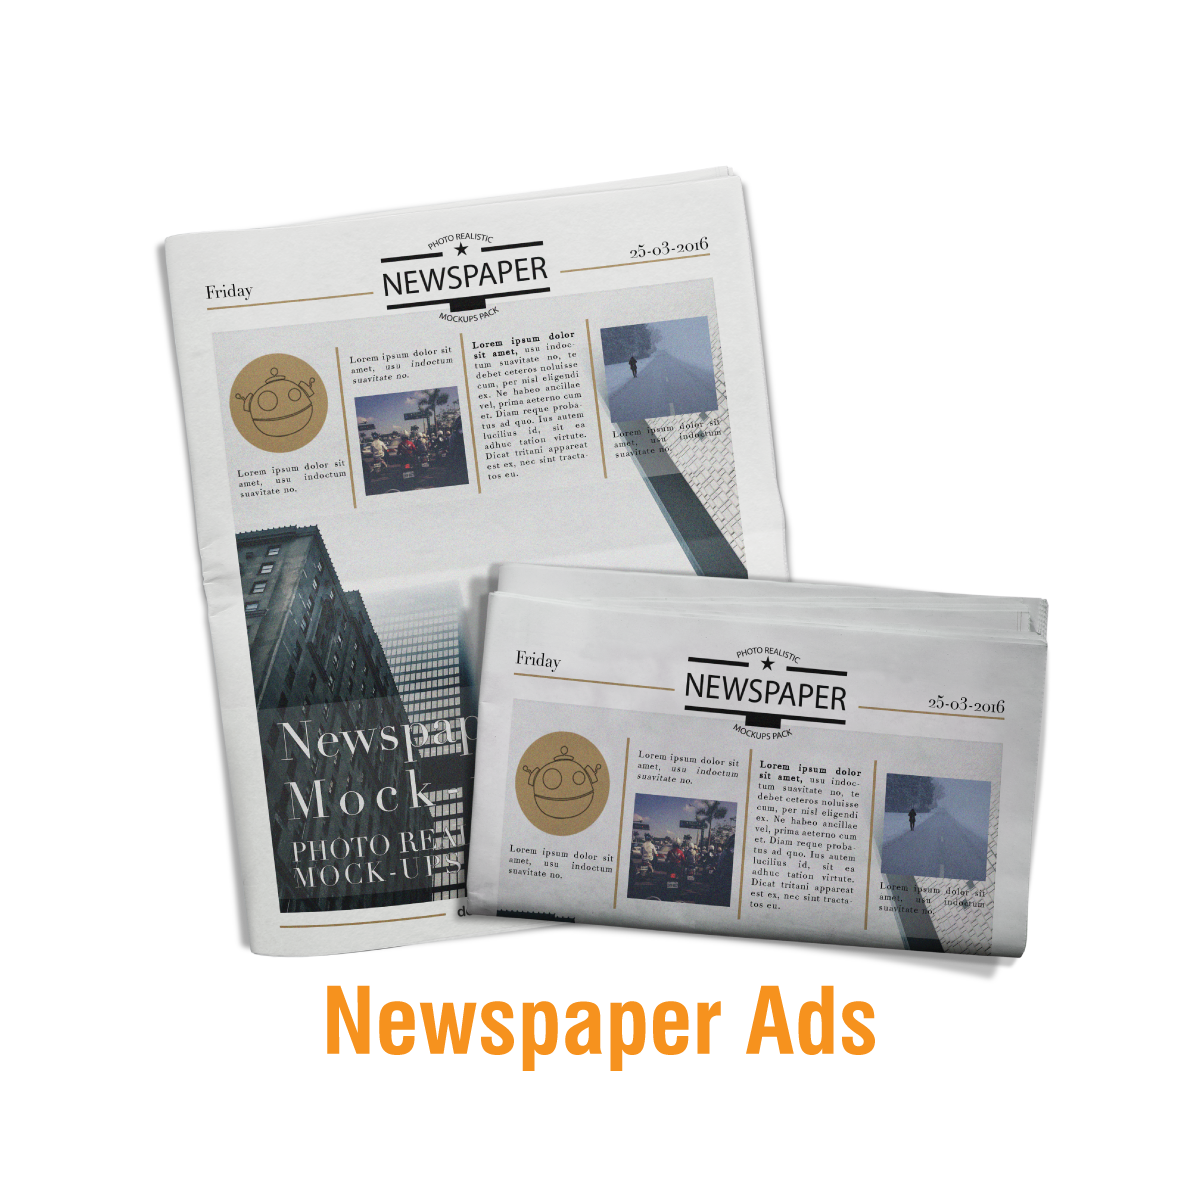 PHOTO REALISTIC
Friday
NEWSPAPER
25-03-2016
MOCKUPS PACK
Lorem ipsum dolor sit
amet, usu indoctum
suavitate no.
Lorem ipsum dolor sit
amet, usu indoctum
suavitate no.
Lorem ipsum dolor
sit amet, usu indoc-
tum suavitate no, te
debet ceteros noluisse
cum, per nisl eligendi
ex. Ne habeo ancillae
vel, prima aeterno cum
et. Diam reque proba-
tus ad quo. Ius autem
lucilius id, sit ea
adhuc tation virtute.
Dicat tritani appareat
est ex, nec sint tracta-
tos eu.
Lorem ipsum dolor sit
amet, usu indoctum
suavitate no.
Newspap
Mock-
PHOTO REAL
MOCK-UPS
PHOTO REALISTIC
Friday
NEWSPAPER
25-03-2016
MOCKUPS PACK
Lorem ipsum dolor sit
amet, usu indoctum
suavitate no.
Lorem ipsum dolor sit
amet, usu indoctum
suavitate no.
Lorem ipsum dolor
sit amet, usu indoc-
tum suavitate no, te
debet ceteros noluisse
cum, per nisl eligendi
ex. Ne habeo ancillae
vel, prima aeterno cum
et. Diam reque proba-
tus ad quo. Ius autem
lucilius id, sit ea
adhuc tation virtute.
Dicat tritani appareat
est ex, nec sint tracta-
tos eu.
Lorem ipsum dolor sit
amet, usu indoctum
suavitate no.
Newspaper Ads